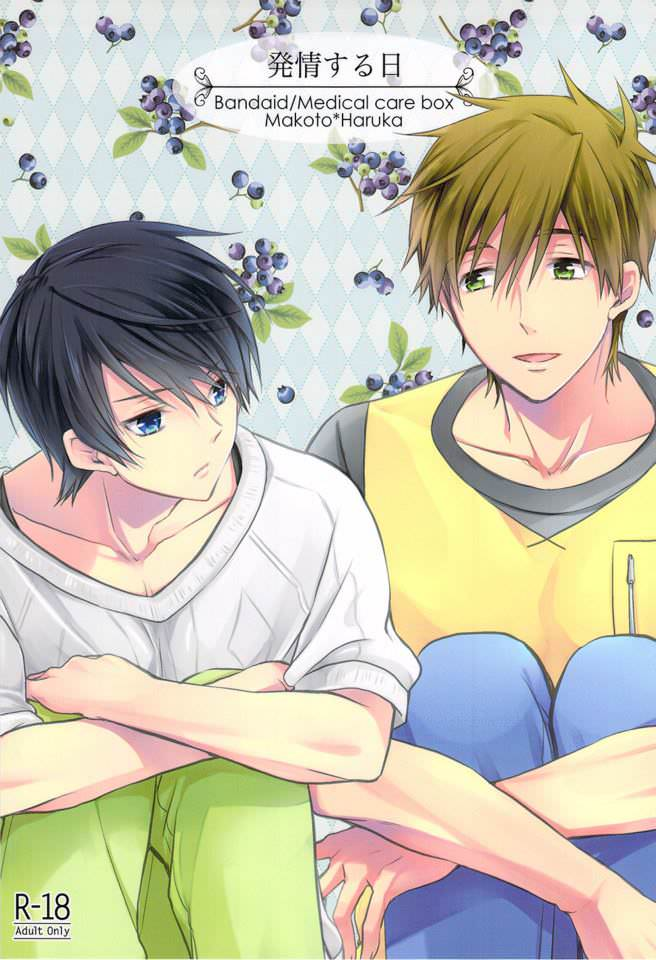 発情する日
Bandaid/Medical care box
Makoto*Haruka
R-18
Adult Only